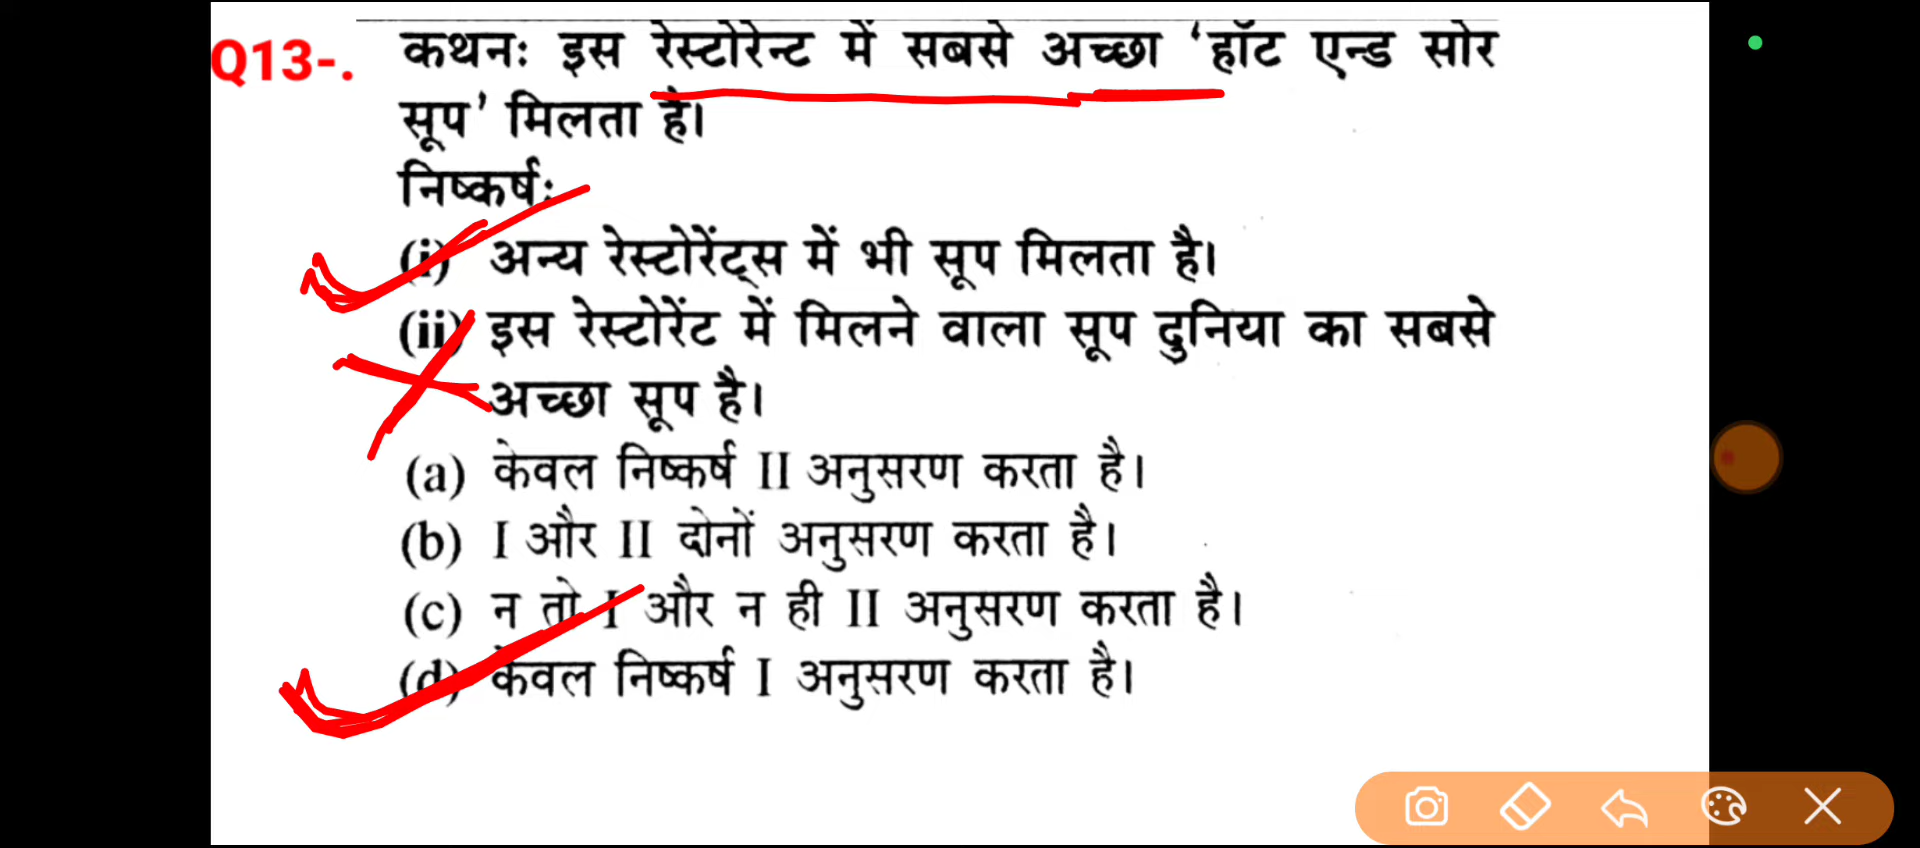 Q13-. कथनः इस रेस्टोरेन्ट में सबसे अच्छा ‘हॉट एन्ड सोर
सूप’ मिलता है।
निष्कर्षः
(i) अन्य रेस्टोरेंट्स में भी सूप मिलता है।
(ii) इस रेस्टोरेंट में मिलने वाला सूप दुनिया का सबसे
अच्छा सूप है।
(a) केवल निष्कर्ष II अनुसरण करता है।
(b) I और II दोनों अनुसरण करता है।
(c) न तो I और न ही II अनुसरण करता है।
(d) केवल निष्कर्ष I अनुसरण करता है।